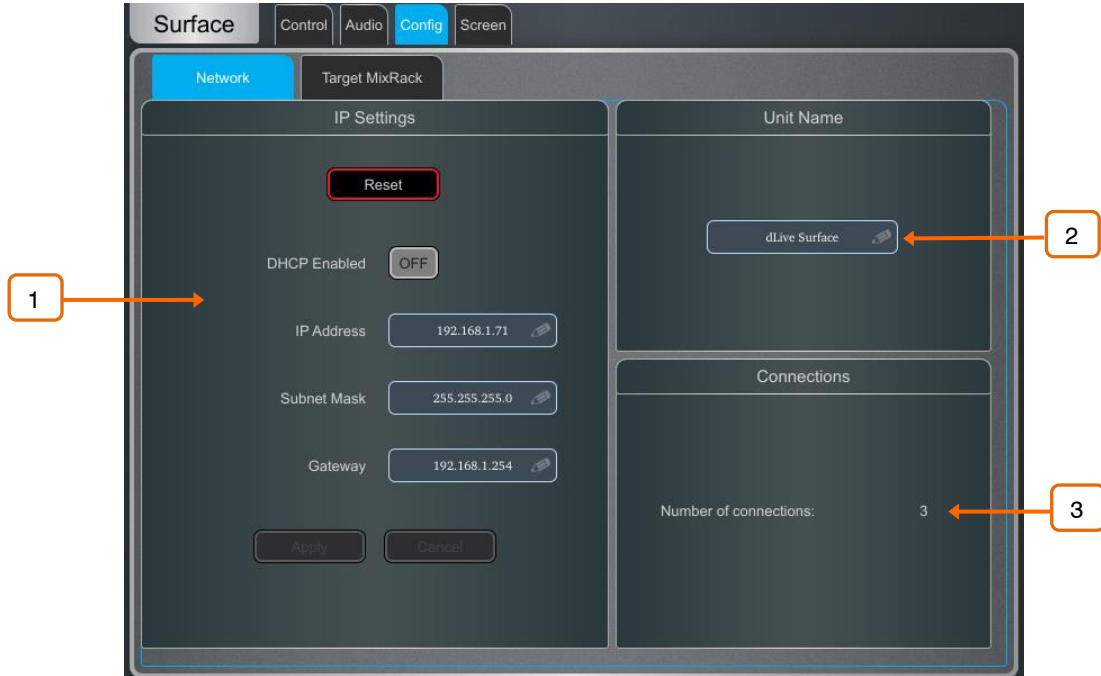 Surface Control Audio Config Screen
Network Target MixRack
IP Settings
Reset
DHCP Enabled OFF
IP Address 192.168.1.71
Subnet Mask 255.255.255.0
Gateway 192.168.1.254
Apply Cancel
1
Unit Name
dLive Surface
2
Connections
Number of connections: 3
3